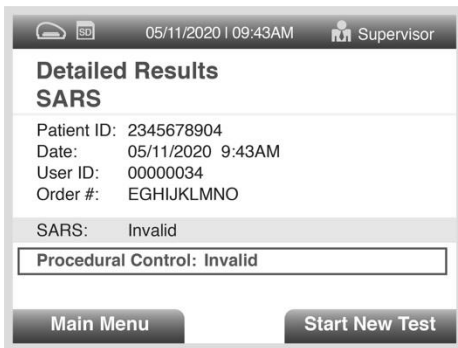 SD 05/11/2020 | 09:43AM Supervisor
Detailed Results
SARS
Patient ID: 2345678904
Date: 05/11/2020 9:43AM
User ID: 00000034
Order #: EGHIJKLMNO
SARS: Invalid
Procedural Control: Invalid
Main Menu Start New Test